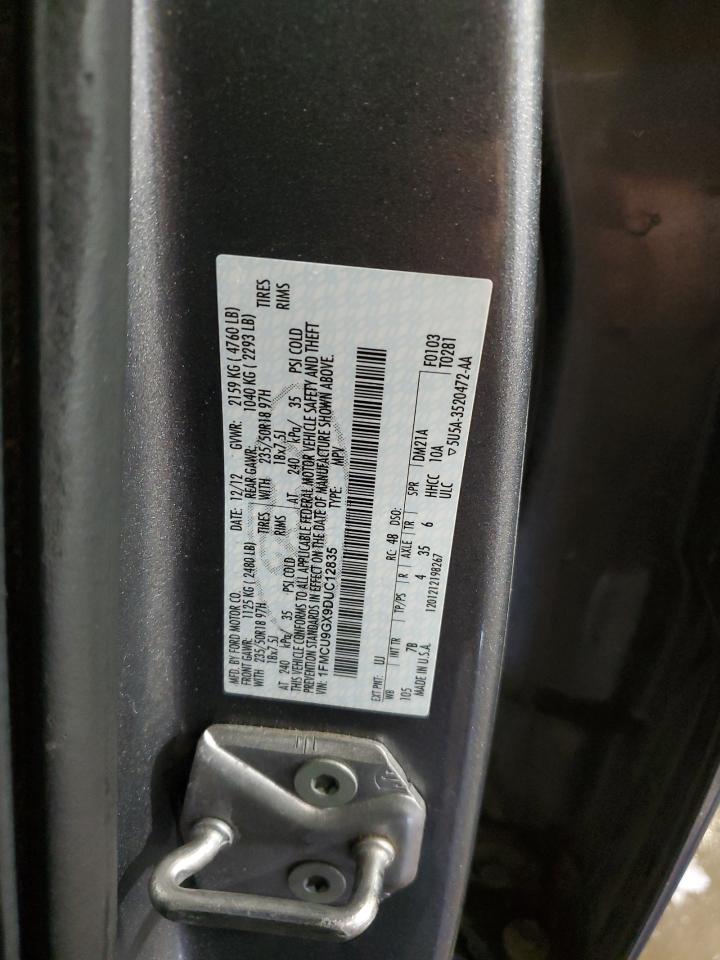 MFD. BY FORD MOTOR CO. DATE: 12/12 GVWR: 2159 KG ( 4760 LB)
FRONT GAWR: 1125 KG ( 2480 LB) REAR GAWR: 1040 KG ( 2293 LB)
WITH 235/50R18 97H TIRES WITH 235/50R18 97H TIRES
18x7.5J RIMS 18x7.5J RIMS
AT 240 kPa/ 35 PSI COLD AT 240 kPa/ 35 PSI COLD
THIS VEHICLE CONFORMS TO ALL APPLICABLE FEDERAL MOTOR VEHICLE SAFETY AND THEFT
PREVENTION STANDARDS IN EFFECT ON THE DATE OF MANUFACTURE SHOWN ABOVE.
VIN: 1FMCU9GX9DUC12835 TYPE: MPV
EXT PNT: UJ RC: 48 DSO: F0103
WB INT TR TP/PS R AXLE TR SPR DM21A T0281
105 7B 4 35 6 HHCC 10A
MADE IN U.S.A. 1201212198267 ULC 5U5A-3520472-AA